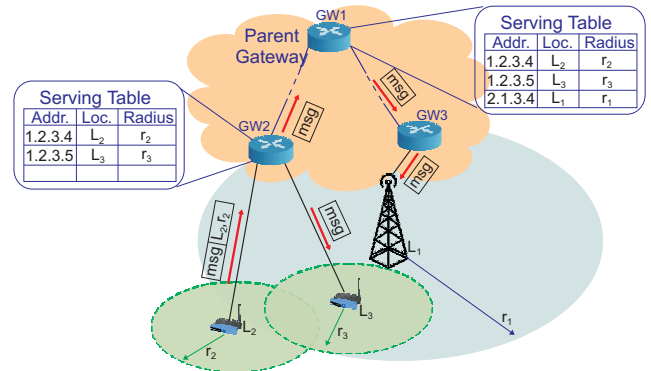 GW1
Parent
Gateway
Serving Table
Addr. Loc. Radius
1.2.3.4 L2 r2
1.2.3.5 L3 r3
2.1.3.4 L1 r1
Serving Table
Addr. Loc. Radius
1.2.3.4 L2 r2
1.2.3.5 L3 r3
GW2
msg
msg
GW3
msg
msg
msg L2,r2
L1
L2
L3
r1
r2
r3